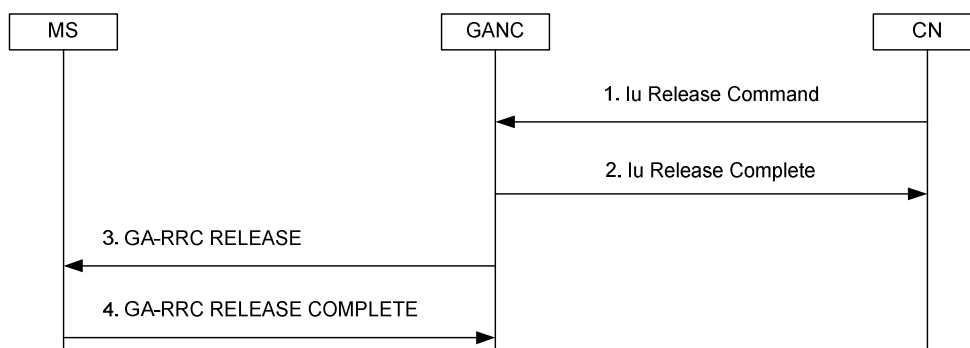 MS
GANC
CN
1. Iu Release Command
2. Iu Release Complete
3. GA-RRC RELEASE
4. GA-RRC RELEASE COMPLETE